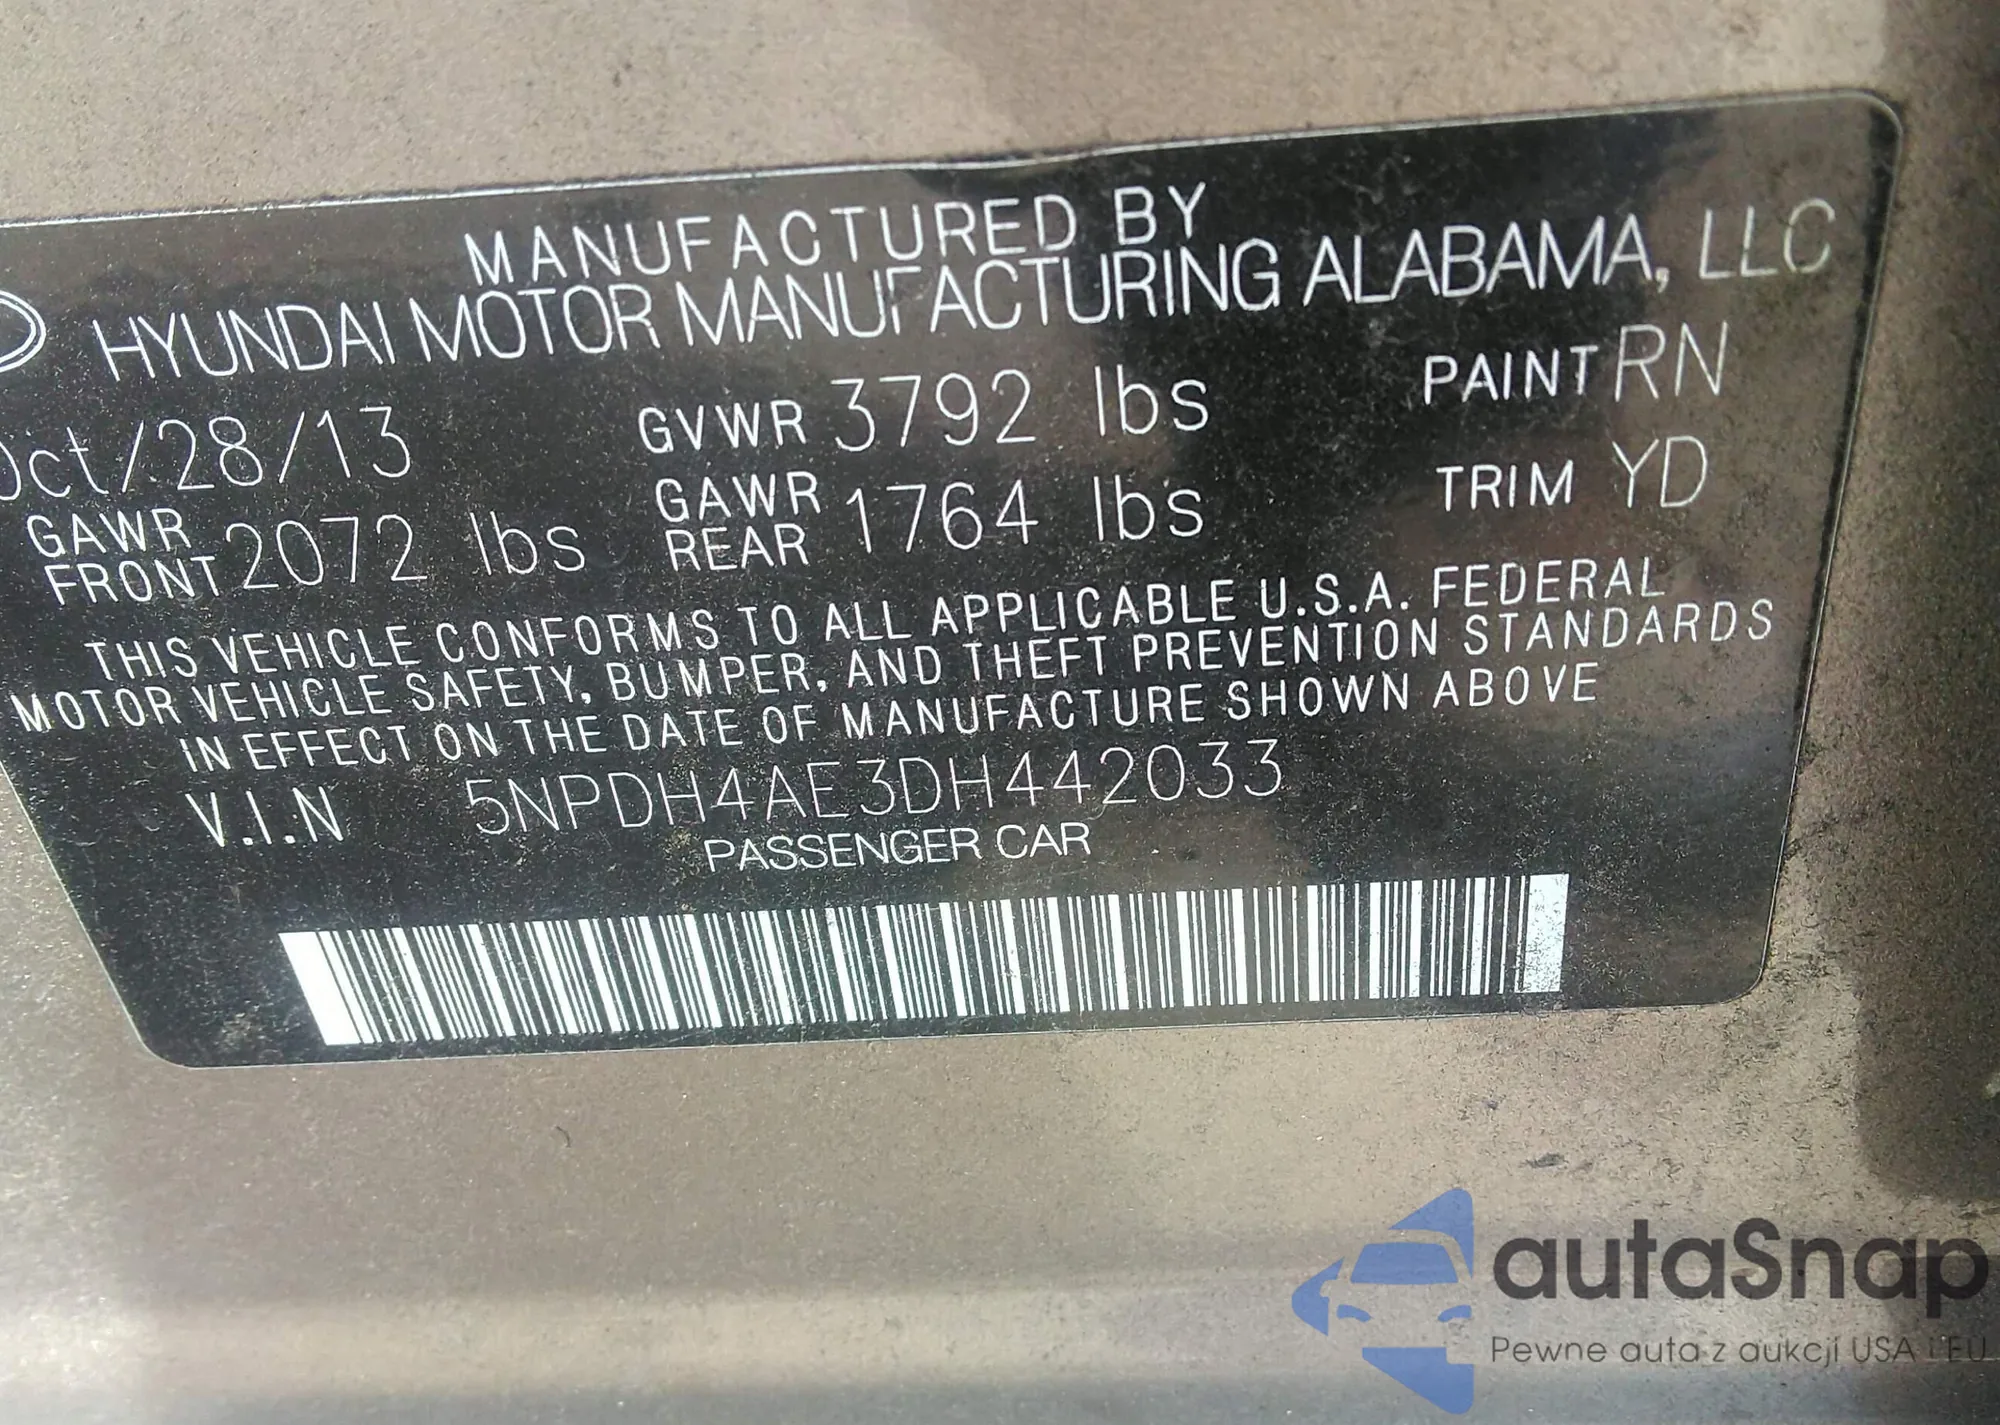 MANUFACTURED BY
HYUNDAI MOTOR MANUFACTURING ALABAMA, LLC
Oct/28/13 GVWR 3792 lbs PAINT RN
GAWR FRONT 2072 lbs GAWR REAR 1764 lbs TRIM YD
THIS VEHICLE CONFORMS TO ALL APPLICABLE U.S.A. FEDERAL
MOTOR VEHICLE SAFETY, BUMPER, AND THEFT PREVENTION STANDARDS
IN EFFECT ON THE DATE OF MANUFACTURE SHOWN ABOVE
V.I.N 5NPDH4AE3DH442033
PASSENGER CAR
autaSnap
Pewne auta z aukcji USA i EU